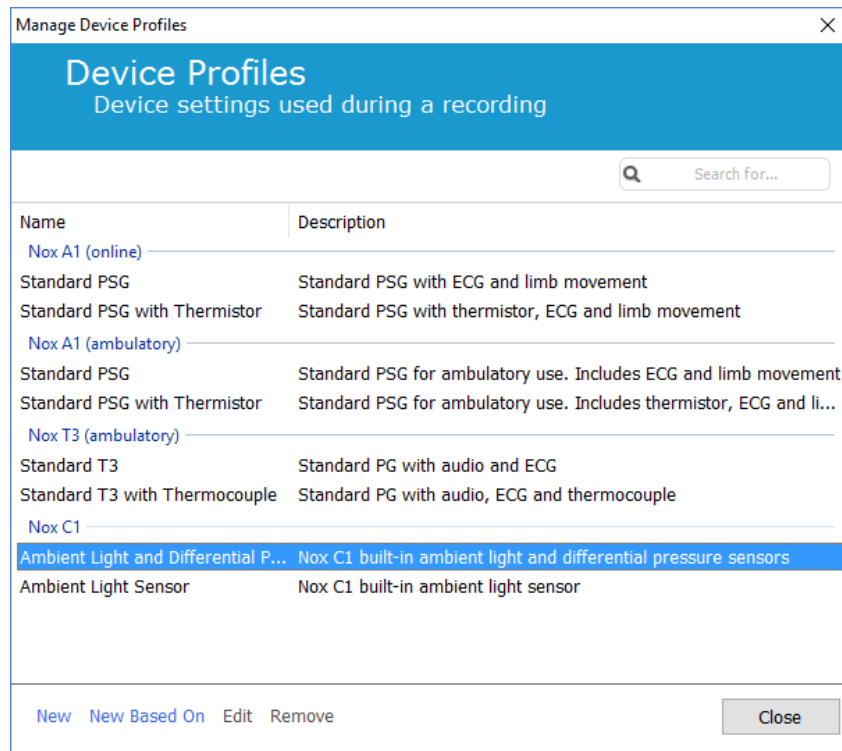 Manage Device Profiles
Device Profiles
Device settings used during a recording
Search for...
Name Description
Nox A1 (online)
Standard PSG Standard PSG with ECG and limb movement
Standard PSG with Thermistor Standard PSG with thermistor, ECG and limb movement
Nox A1 (ambulatory)
Standard PSG Standard PSG for ambulatory use. Includes ECG and limb movement
Standard PSG with Thermistor Standard PSG for ambulatory use. Includes thermistor, ECG and li...
Nox T3 (ambulatory)
Standard T3 Standard PG with audio and ECG
Standard T3 with Thermocouple Standard PG with audio, ECG and thermocouple
Nox C1
Ambient Light and Differential P... Nox C1 built-in ambient light and differential pressure sensors
Ambient Light Sensor Nox C1 built-in ambient light sensor
New New Based On Edit Remove Close